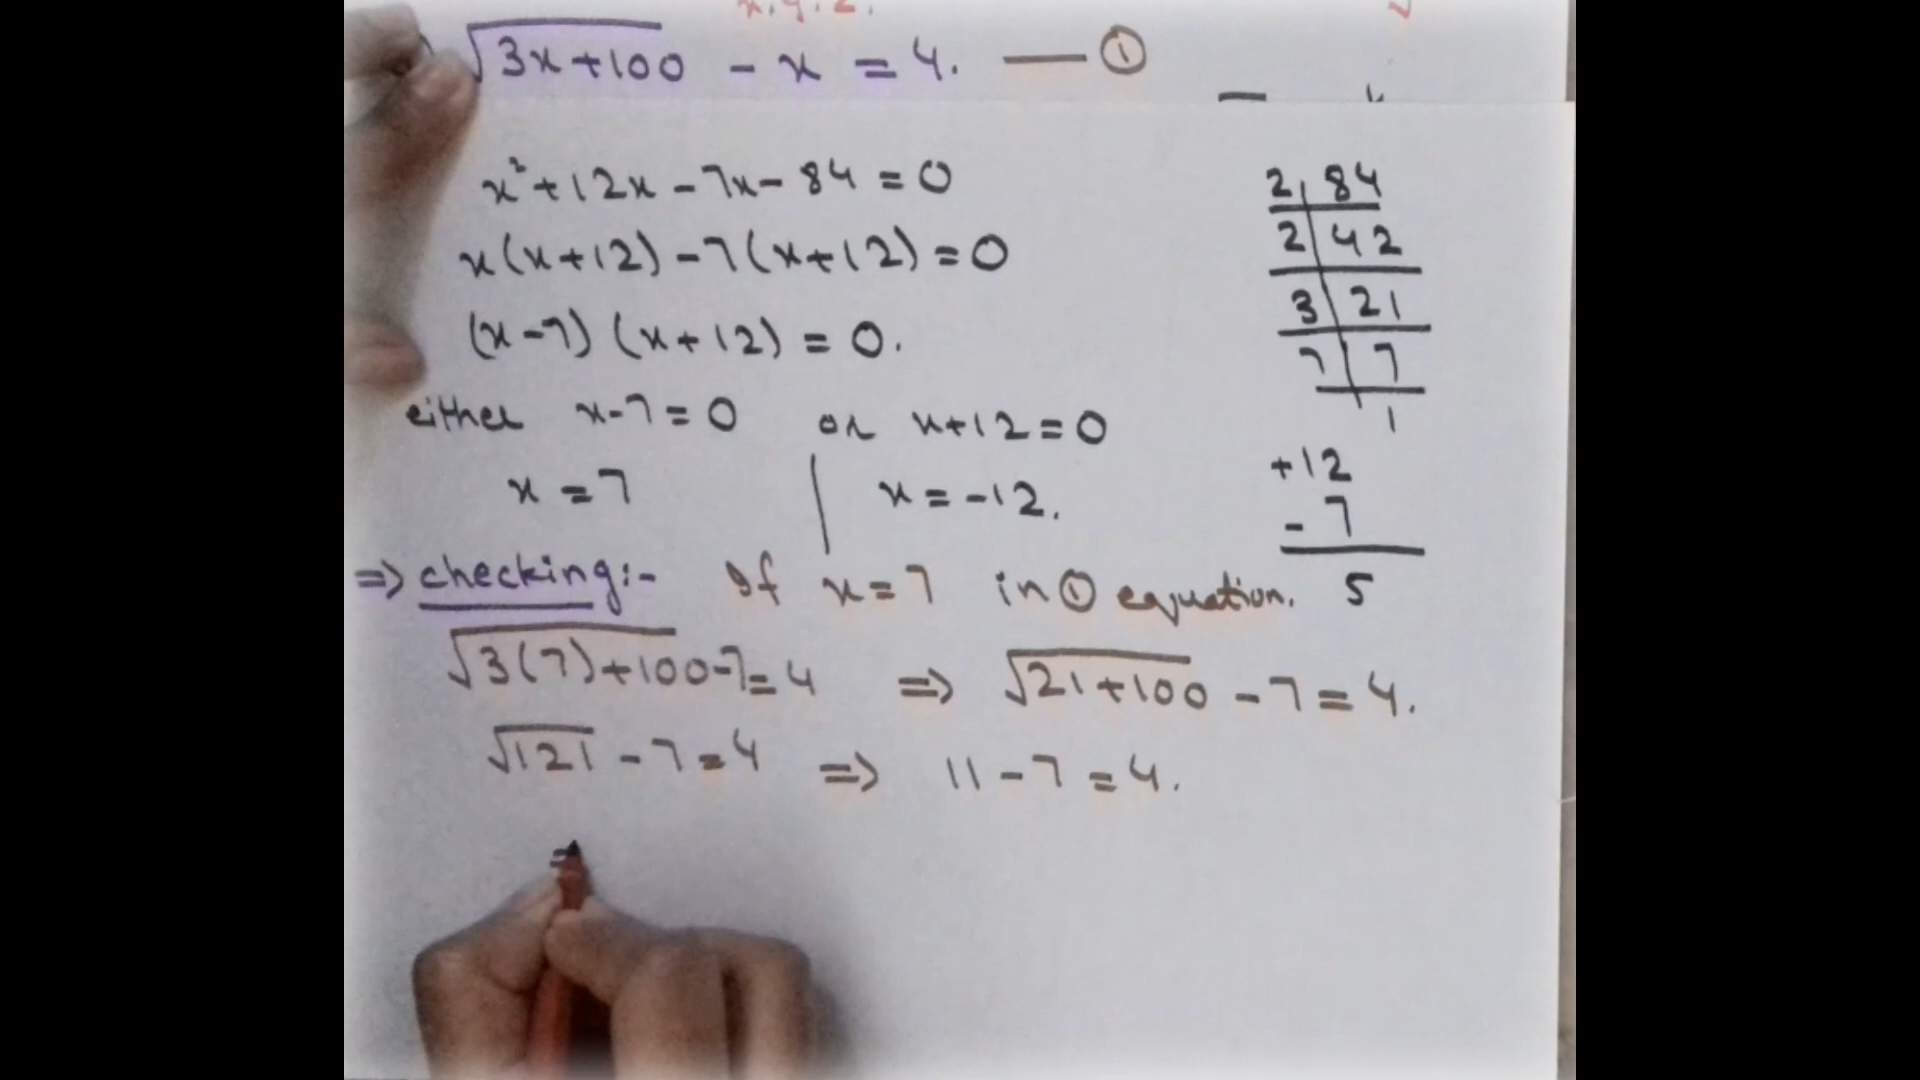 x.y.z.
√3x+100 - x = 4. — ①
x² + 12x - 7x - 84 = 0
x(x+12) - 7(x+12) = 0
(x-7) (x+12) = 0.
either x-7=0 or x+12=0
x = 7 | x = -12.
2 | 84
2 | 42
3 | 21
7 | 7
1
+12
- 7
5
=> checking:- If x=7 in ① equation.
√3(7)+100-7=4 => √21+100 - 7 = 4.
√121 - 7 = 4 => 11 - 7 = 4.
=